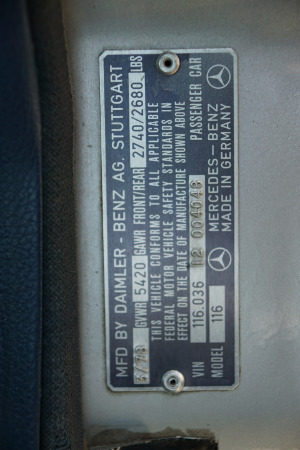 MFD BY DAIMLER - BENZ AG. STUTTGART
GVWR 5420 GAWR FRONT/REAR 2740/2680 LBS
THIS VEHICLE CONFORMS TO ALL APPLICABLE
FEDERAL MOTOR VEHICLE SAFETY STANDARDS IN
EFFECT ON THE DATE OF MANUFACTURE SHOWN ABOVE
VIN 116.036 12 004048 PASSENGER CAR
MODEL 116 MERCEDES-BENZ
MADE IN GERMANY